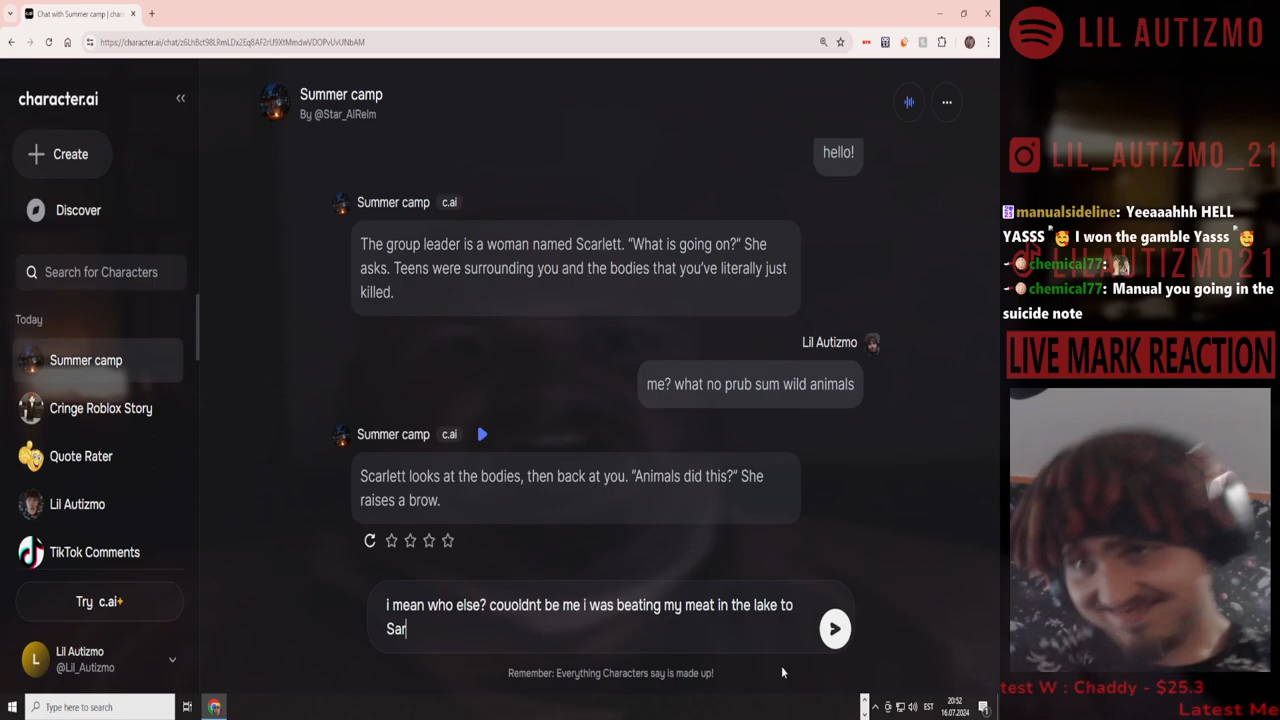 Chat with Summer camp | chara
https://character.ai/chat/z6LhBct98LRmLDx2Eq8AF2rU9XtMmdwVDOPvUvUNbAM
character.ai
Create
Discover
Search for Characters
Today
Summer camp
Cringe Roblox Story
Quote Rater
Lil Autizmo
TikTok Comments
Try c.ai+
L
Lil Autizmo
@Lil_Autizmo
Summer camp
By @Star_AIRelm
hello!
Summer camp c.ai
The group leader is a woman named Scarlett. "What is going on?" She
asks. Teens were surrounding you and the bodies that you've literally just
killed.
Lil Autizmo
me? what no prub sum wild animals
Summer camp c.ai
Scarlett looks at the bodies, then back at you. "Animals did this?" She
raises a brow.
i mean who else? couoldnt be me i was beating my meat in the lake to
Sar
Remember: Everything Characters say is made up!
Type here to search
EST
20:52
16.07.2024
LIL AUTIZMO
LIL_AUTIZMO_21
manualsideline: Yeeaaahhh HELL
YASSS I won the gamble Yasss
LIL_AUTIZMO21
chemical77:
chemical77: Manual you going in the
suicide note
LIVE MARK REACTION
test W : Chaddy - $25.3
Latest Me